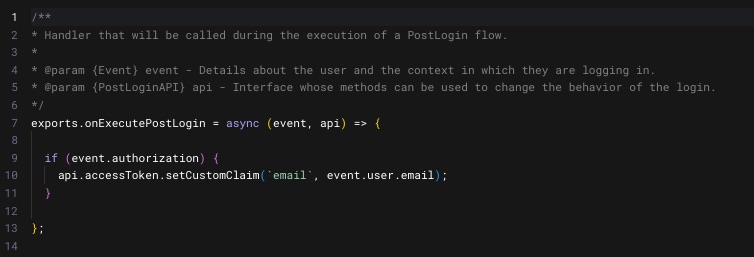 1 /**
2 * Handler that will be called during the execution of a PostLogin flow.
3 *
4 * @param {Event} event - Details about the user and the context in which they are logging in.
5 * @param {PostLoginAPI} api - Interface whose methods can be used to change the behavior of the login.
6 */
7 exports.onExecutePostLogin = async (event, api) => {
8
9   if (event.authorization) {
10     api.accessToken.setCustomClaim(`email`, event.user.email);
11   }
12
13 };
14